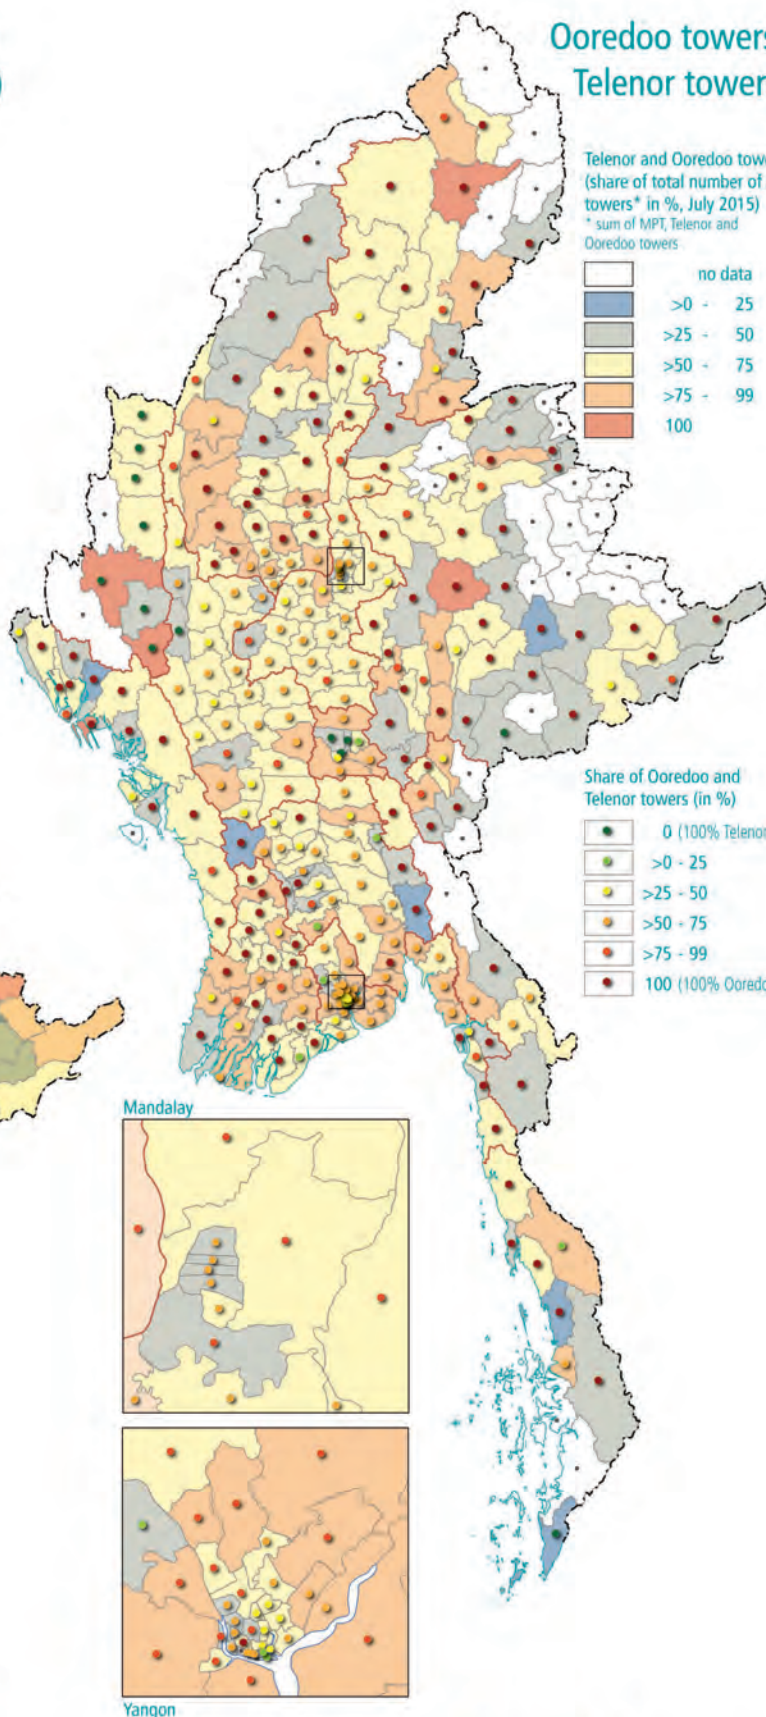 )
Ooredoo towers
Telenor tower
Telenor and Ooredoo tow
(share of total number of
towers* in %, July 2015)
* sum of MPT, Telenor and
Ooredoo towers
no data
>0 - 25
>25 - 50
>50 - 75
>75 - 99
100
Share of Ooredoo and
Telenor towers (in %)
0 (100% Telenor
>0 - 25
>25 - 50
>50 - 75
>75 - 99
100 (100% Ooredo
Mandalay
Yangon